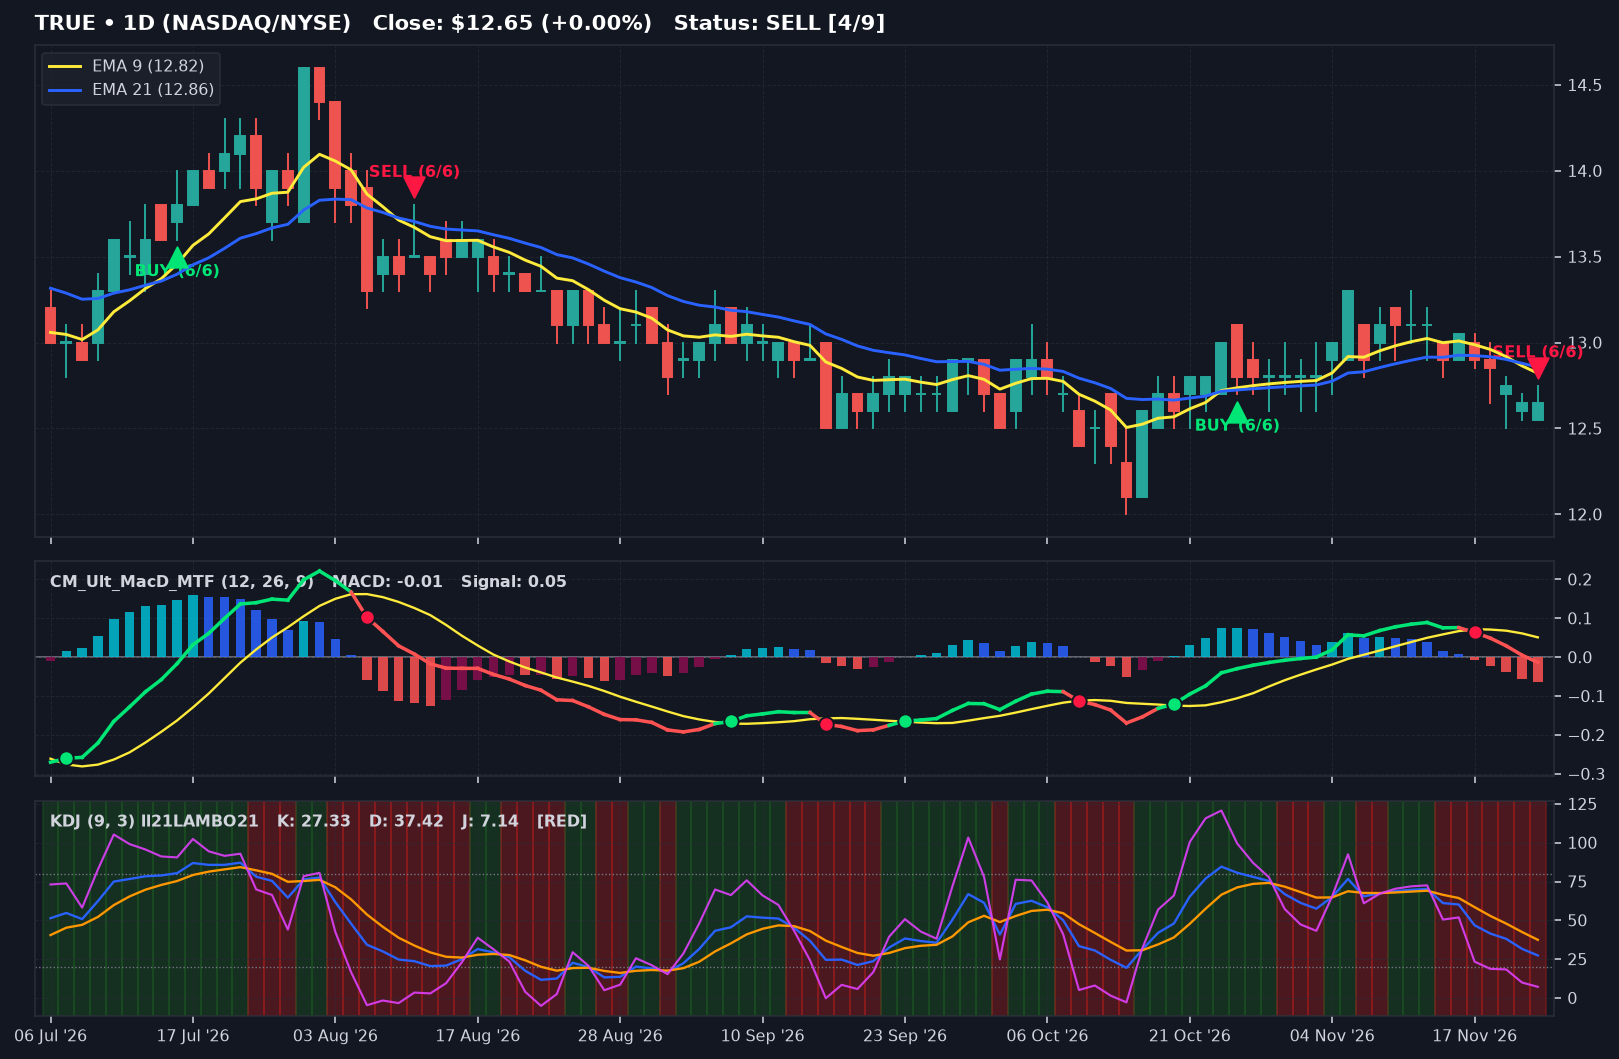 TRUE • 1D (NASDAQ/NYSE)   Close: $12.65 (+0.00%)   Status: SELL [4/9]
EMA 9 (12.82)
EMA 21 (12.86)
14.5
14.0
13.5
13.0
12.5
12.0
SELL (6/6)
BUY (6/6)
SELL (6/6)
BUY (6/6)
CM_Ult_MacD_MTF (12, 26, 9)   MACD: -0.01   Signal: 0.05
0.2
0.1
0.0
−0.1
−0.2
−0.3
KDJ (9, 3) II21LAMBO21   K: 27.33   D: 37.42   J: 7.14   [RED]
125
100
75
50
25
0
06 Jul '26
17 Jul '26
03 Aug '26
17 Aug '26
28 Aug '26
10 Sep '26
23 Sep '26
06 Oct '26
21 Oct '26
04 Nov '26
17 Nov '26